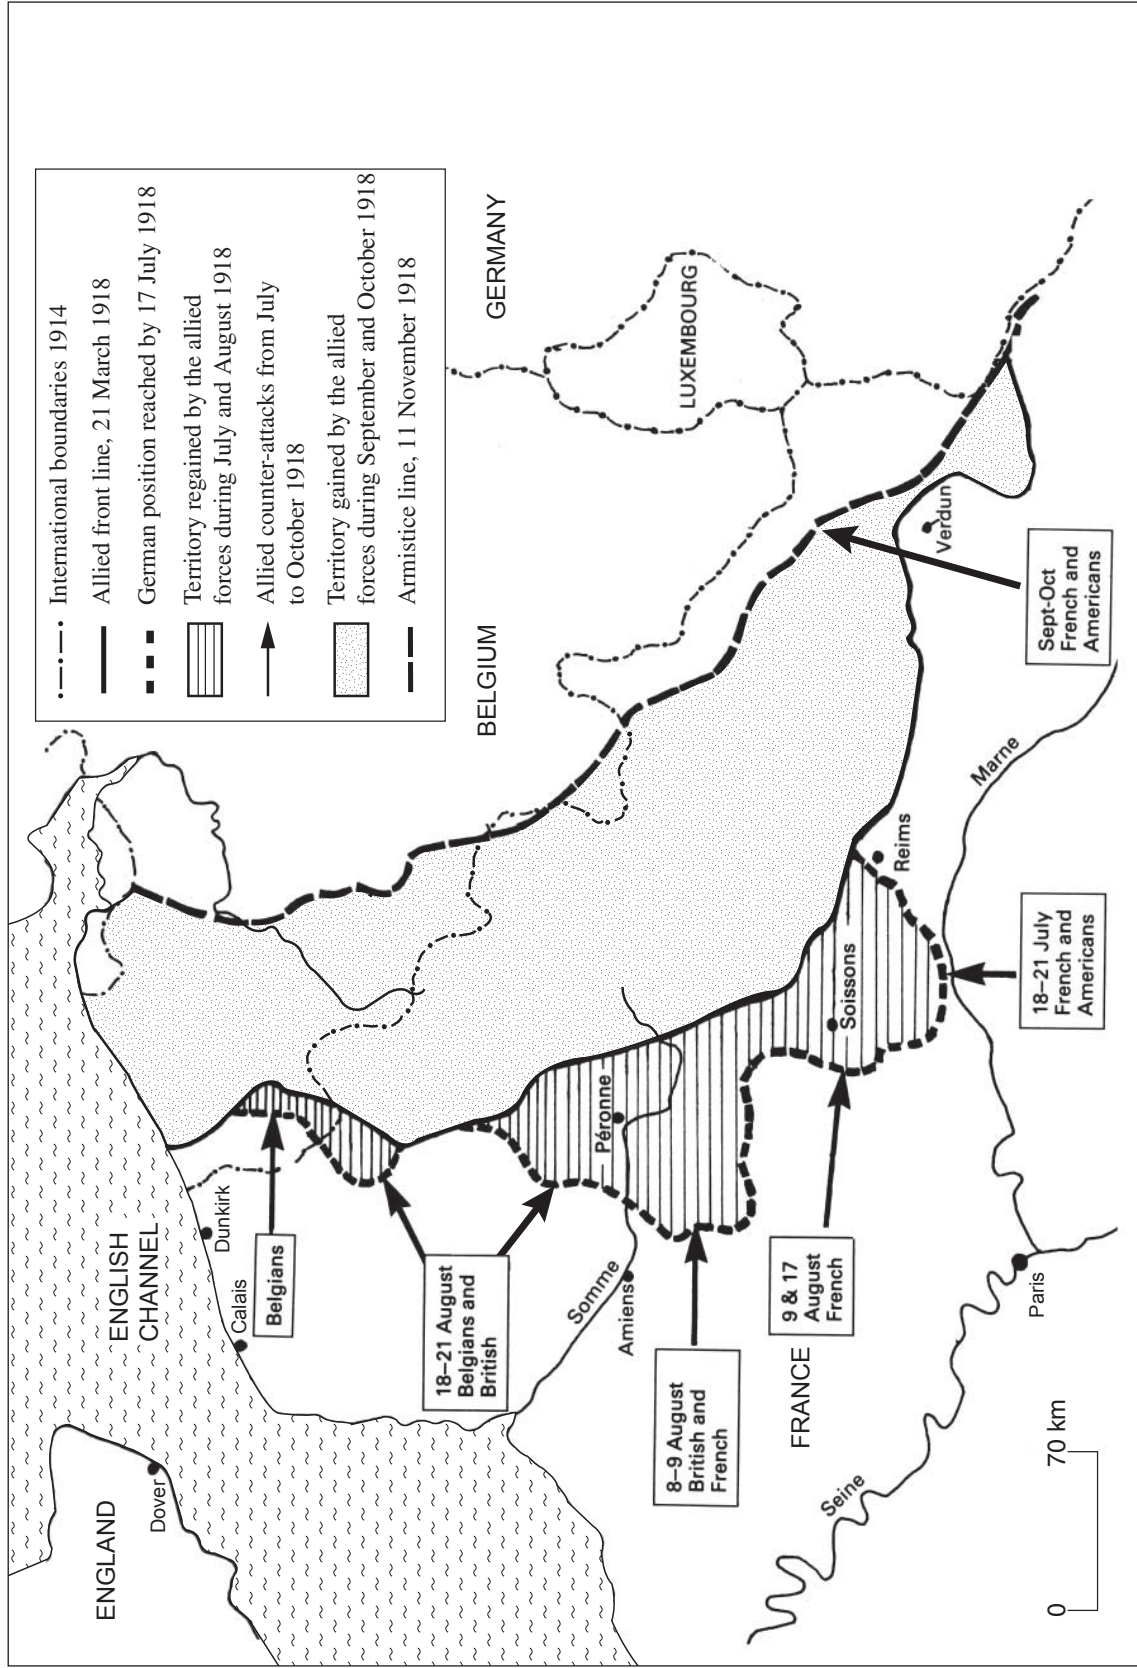 International boundaries 1914
Allied front line, 21 March 1918
German position reached by 17 July 1918
Territory regained by the allied
forces during July and August 1918
Allied counter-attacks from July
to October 1918
Territory gained by the allied
forces during September and October 1918
Armistice line, 11 November 1918
ENGLAND
Dover
ENGLISH
CHANNEL
Calais
Dunkirk
Belgians
18–21 August
Belgians and
British
BELGIUM
GERMANY
LUXEMBOURG
Somme
Amiens
Péronne
8–9 August
British and
French
FRANCE
9 & 17
August
French
Soissons
Reims
Verdun
Marne
Seine
Paris
18–21 July
French and
Americans
Sept-Oct
French and
Americans
0
70 km